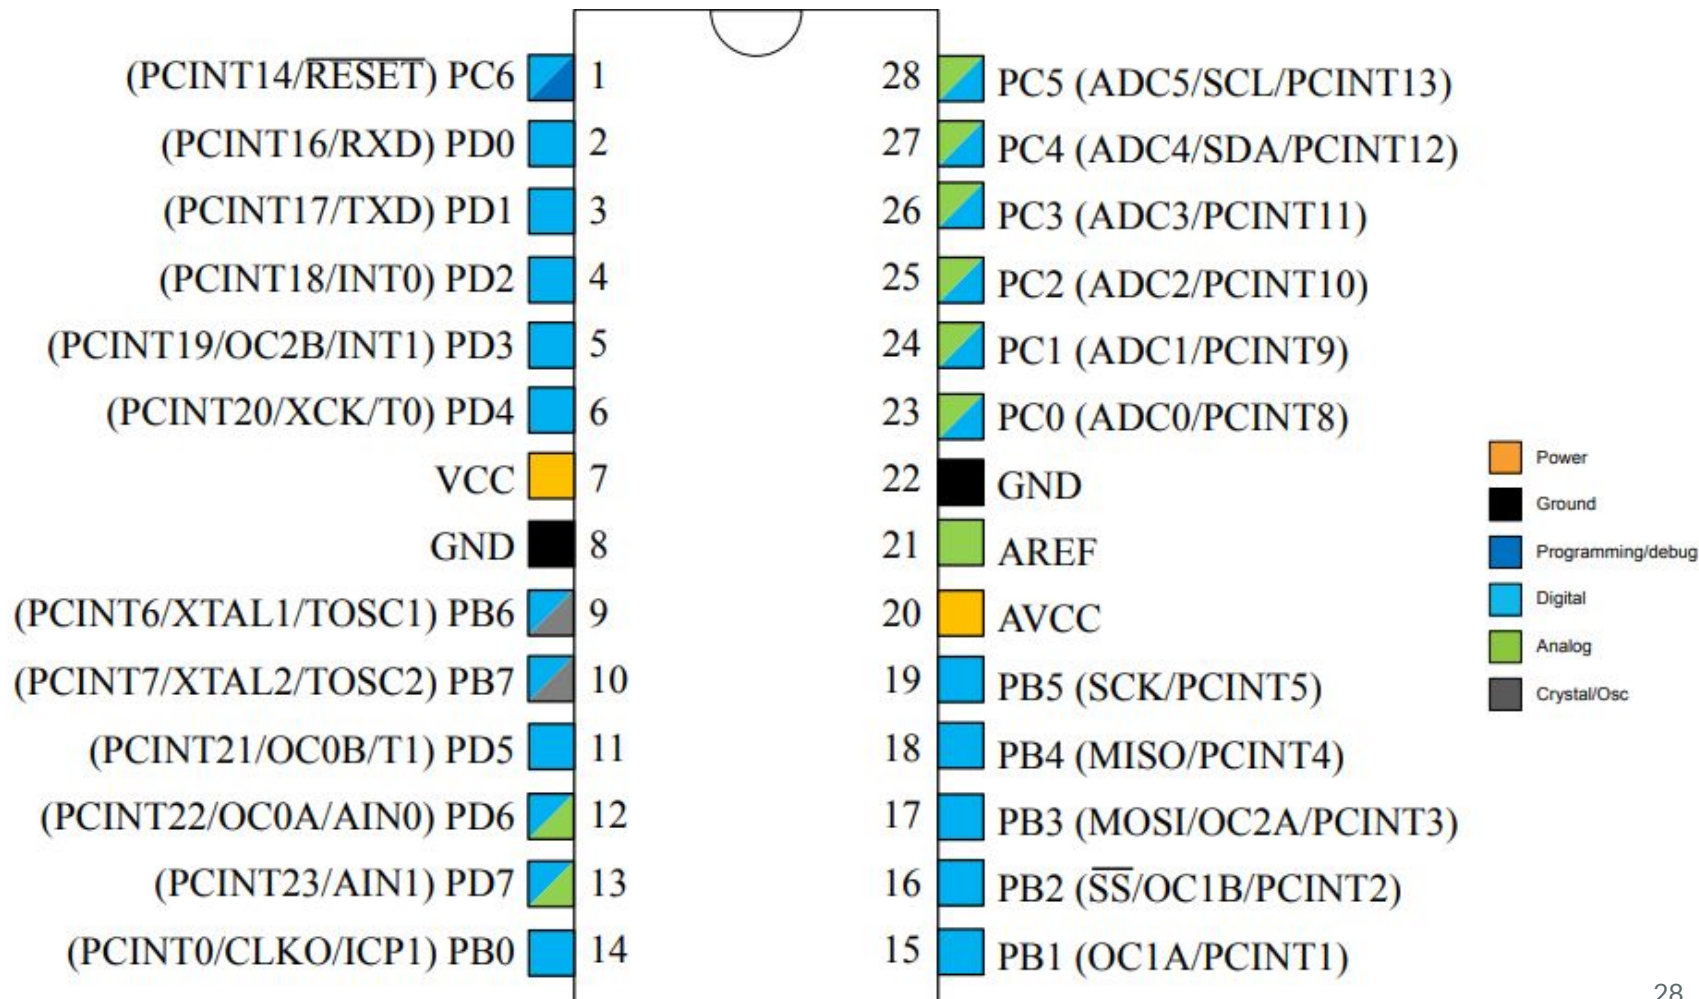 (PCINT14/RESET) PC6 1
(PCINT16/RXD) PD0 2
(PCINT17/TXD) PD1 3
(PCINT18/INT0) PD2 4
(PCINT19/OC2B/INT1) PD3 5
(PCINT20/XCK/T0) PD4 6
VCC 7
GND 8
(PCINT6/XTAL1/TOSC1) PB6 9
(PCINT7/XTAL2/TOSC2) PB7 10
(PCINT21/OC0B/T1) PD5 11
(PCINT22/OC0A/AIN0) PD6 12
(PCINT23/AIN1) PD7 13
(PCINT0/CLKO/ICP1) PB0 14
28 PC5 (ADC5/SCL/PCINT13)
27 PC4 (ADC4/SDA/PCINT12)
26 PC3 (ADC3/PCINT11)
25 PC2 (ADC2/PCINT10)
24 PC1 (ADC1/PCINT9)
23 PC0 (ADC0/PCINT8)
22 GND
21 AREF
20 AVCC
19 PB5 (SCK/PCINT5)
18 PB4 (MISO/PCINT4)
17 PB3 (MOSI/OC2A/PCINT3)
16 PB2 (SS/OC1B/PCINT2)
15 PB1 (OC1A/PCINT1)
Power
Ground
Programming/debug
Digital
Analog
Crystal/Osc
28